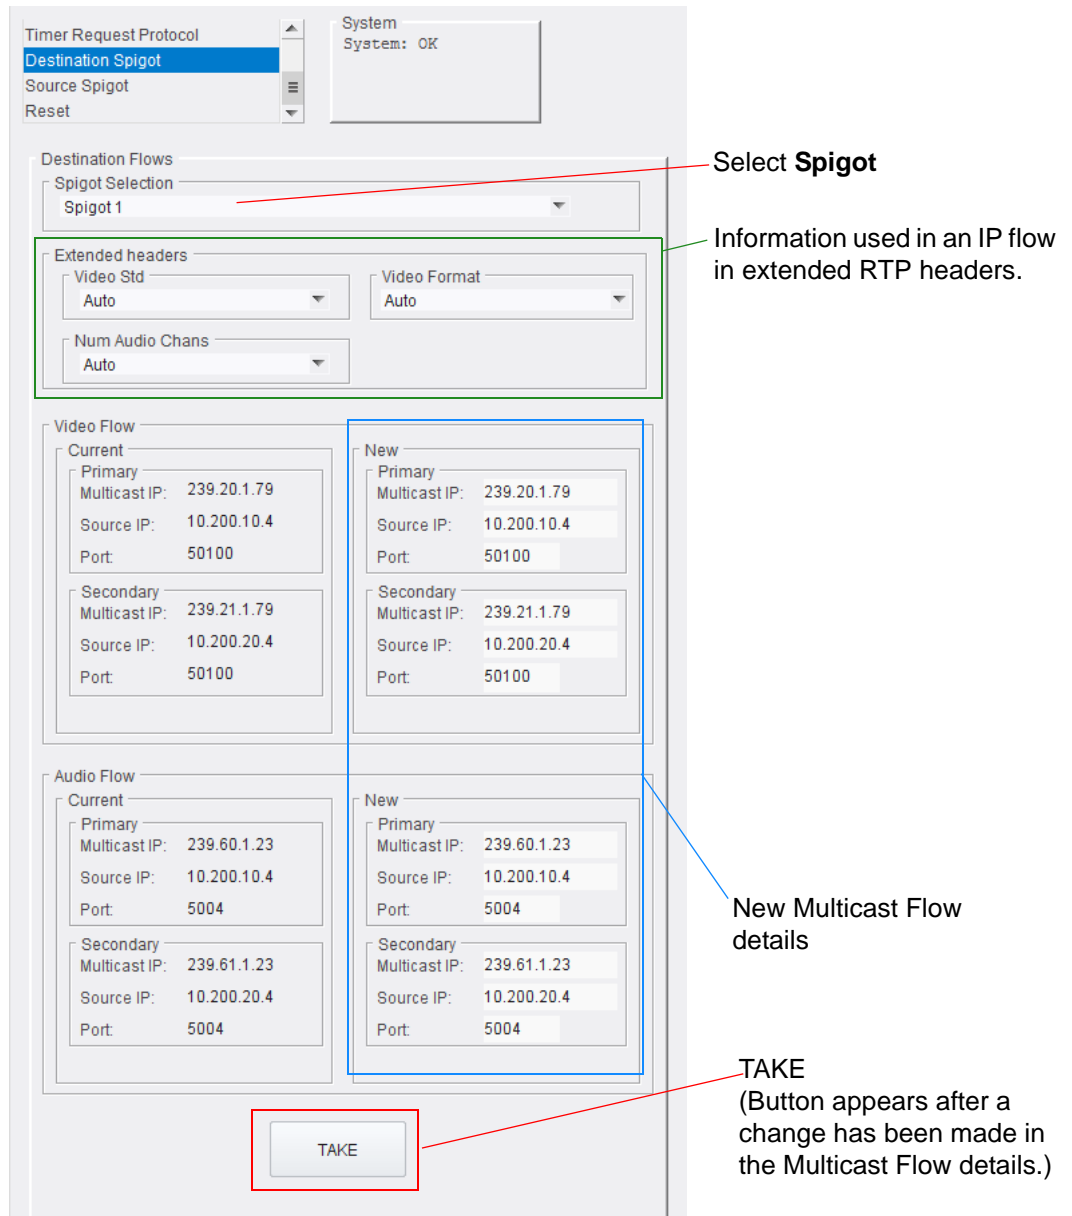 Timer Request Protocol
Destination Spigot
Source Spigot
Reset
System
System: OK
Destination Flows
Spigot Selection
Spigot 1
Select Spigot
Extended headers
Video Std
Auto
Video Format
Auto
Num Audio Chans
Auto
Information used in an IP flow
in extended RTP headers.
Video Flow
Current
Primary
Multicast IP: 239.20.1.79
Source IP: 10.200.10.4
Port: 50100
Secondary
Multicast IP: 239.21.1.79
Source IP: 10.200.20.4
Port: 50100
New
Primary
Multicast IP: 239.20.1.79
Source IP: 10.200.10.4
Port: 50100
Secondary
Multicast IP: 239.21.1.79
Source IP: 10.200.20.4
Port: 50100
Audio Flow
Current
Primary
Multicast IP: 239.60.1.23
Source IP: 10.200.10.4
Port: 5004
Secondary
Multicast IP: 239.61.1.23
Source IP: 10.200.20.4
Port: 5004
New
Primary
Multicast IP: 239.60.1.23
Source IP: 10.200.10.4
Port: 5004
Secondary
Multicast IP: 239.61.1.23
Source IP: 10.200.20.4
Port: 5004
New Multicast Flow
details
TAKE
TAKE
(Button appears after a
change has been made in
the Multicast Flow details.)